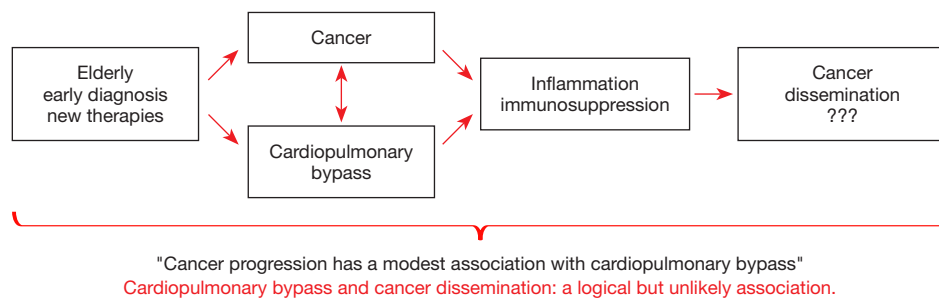 Elderly
early diagnosis
new therapies
Cancer
Cardiopulmonary
bypass
Inflammation
immunosuppression
Cancer
dissemination
???
"Cancer progression has a modest association with cardiopulmonary bypass"
Cardiopulmonary bypass and cancer dissemination: a logical but unlikely association.